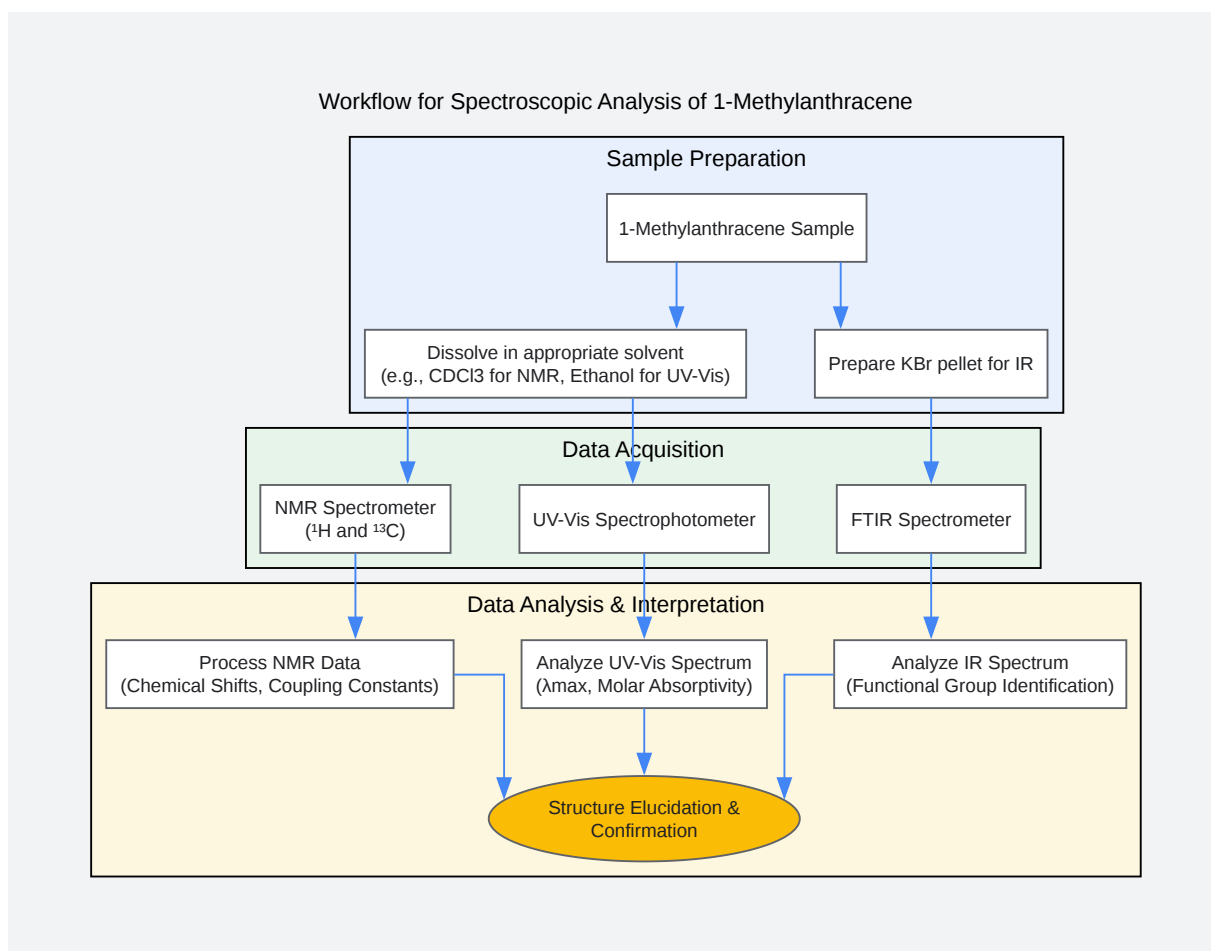 Workflow for Spectroscopic Analysis of 1-Methylanthracene
Sample Preparation
1-Methylanthracene Sample
Dissolve in appropriate solvent
(e.g., CDCl3 for NMR, Ethanol for UV-Vis)
Prepare KBr pellet for IR
Data Acquisition
NMR Spectrometer
(¹H and ¹³C)
UV-Vis Spectrophotometer
FTIR Spectrometer
Data Analysis & Interpretation
Process NMR Data
(Chemical Shifts, Coupling Constants)
Analyze UV-Vis Spectrum
(λmax, Molar Absorptivity)
Analyze IR Spectrum
(Functional Group Identification)
Structure Elucidation &
Confirmation